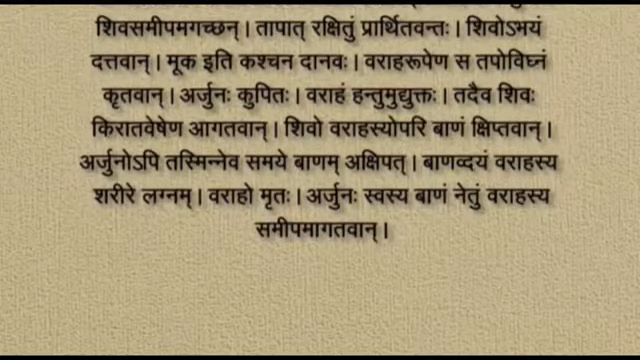 शिवसमीपमगच्छन् । तापात् रक्षितुं प्रार्थितवन्तः । शिवोऽभयं
दत्तवान् । मूक इति कश्चन दानवः । वराहरूपेण स तपोविघ्नं
कृतवान् । अर्जुनः कुपितः । वराहं हन्तुमुद्युक्तः । तदैव शिवः
किरातवेषेण आगतवान् । शिवो वराहस्योपरि बाणं क्षिप्तवान् ।
अर्जुनोऽपि तस्मिन्नेव समये बाणम् अक्षिपत् । बाणव्दयं वराहस्य
शरीरे लग्नम् । वराहो मृतः । अर्जुनः स्वस्य बाणं नेतुं वराहस्य
समीपमागतवान् ।